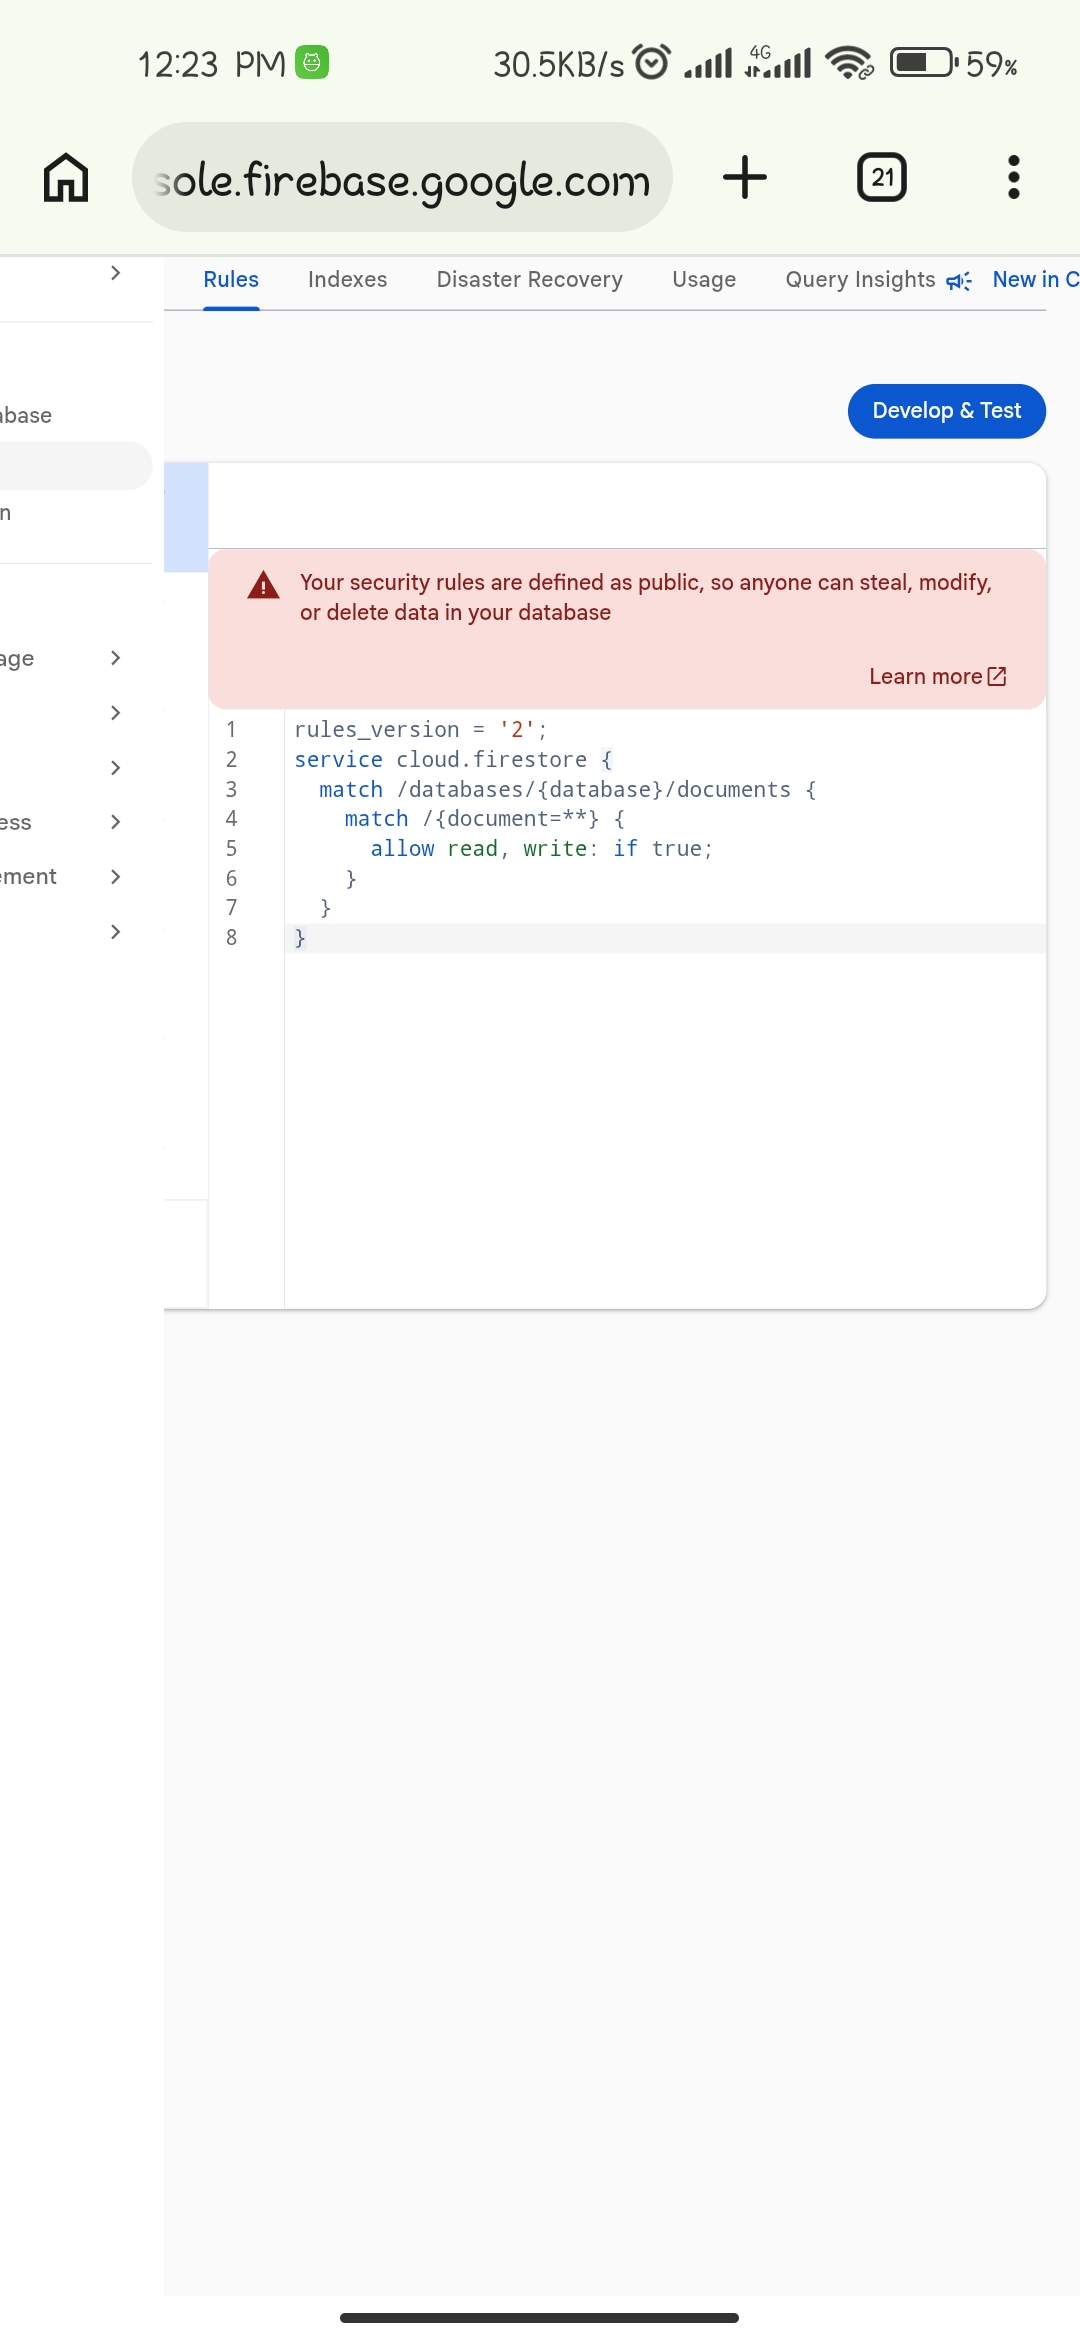 12:23 PM 30.5KB/s 4G 59%
sole.firebase.google.com 21
Rules Indexes Disaster Recovery Usage Query Insights New in C
abase
n
age
ess
ement
Develop & Test
Your security rules are defined as public, so anyone can steal, modify,
or delete data in your database
Learn more
1 rules_version = '2';
2 service cloud.firestore {
3 match /databases/{database}/documents {
4 match /{document=**} {
5 allow read, write: if true;
6 }
7 }
8 }